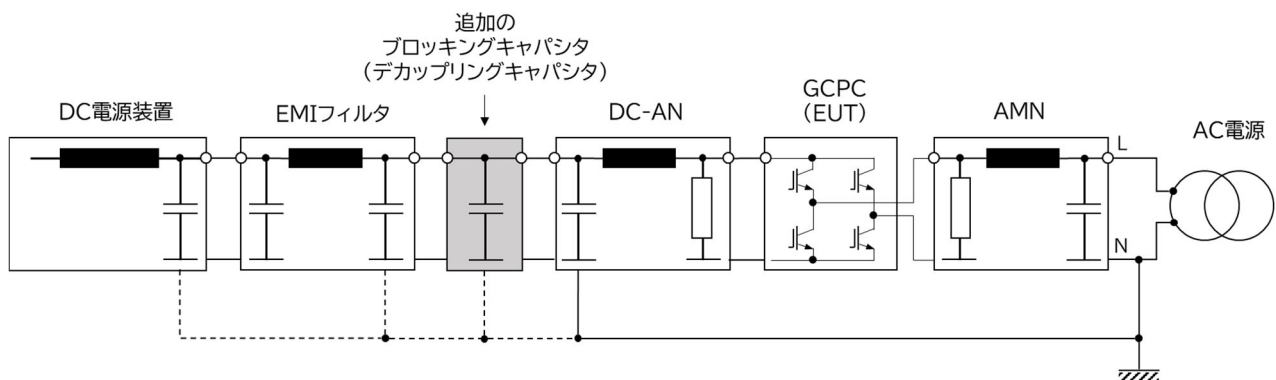 追加の
ブロッキングキャパシタ
(デカップリングキャパシタ)
DC電源装置
EMIフィルタ
DC-AN
GCPC
(EUT)
AMN
AC電源
L
N